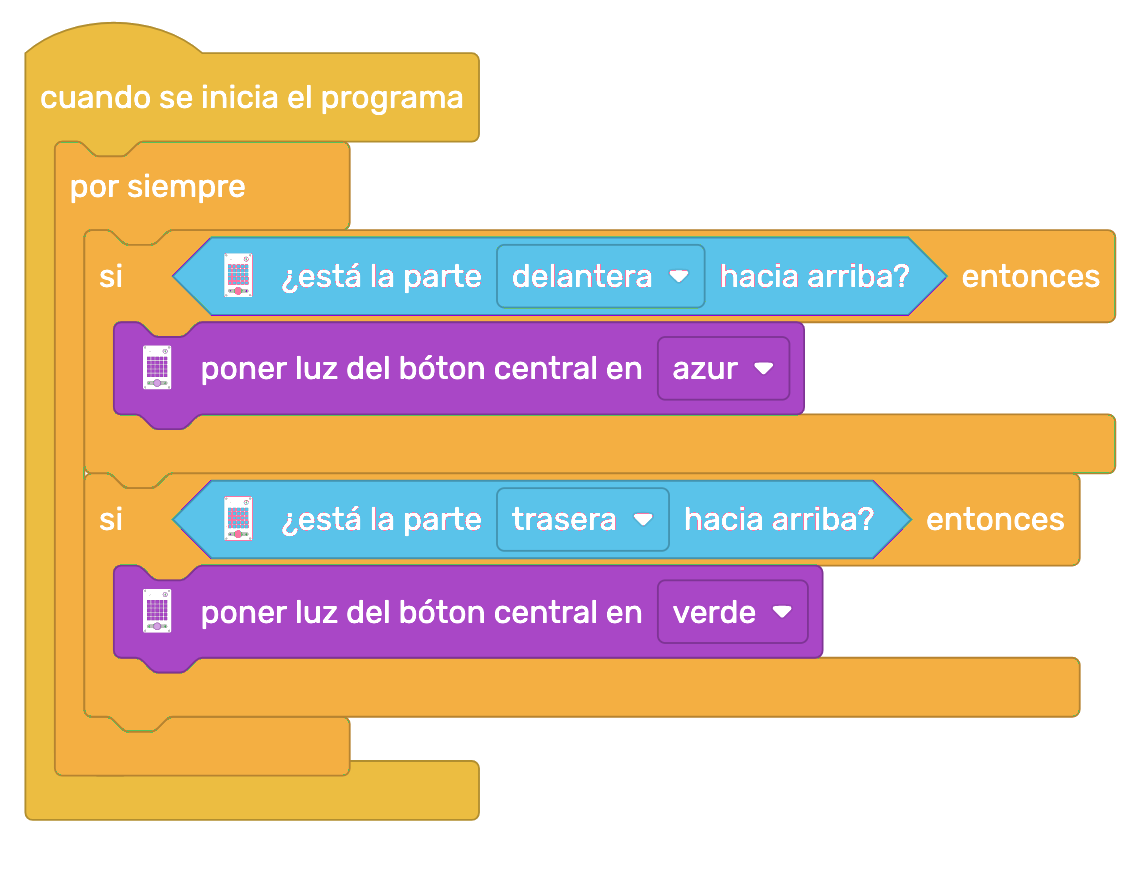 cuando se inicia el programa
por siempre
si ¿está la parte delantera hacia arriba? entonces
poner luz del bóton central en azur
si ¿está la parte trasera hacia arriba? entonces
poner luz del bóton central en verde